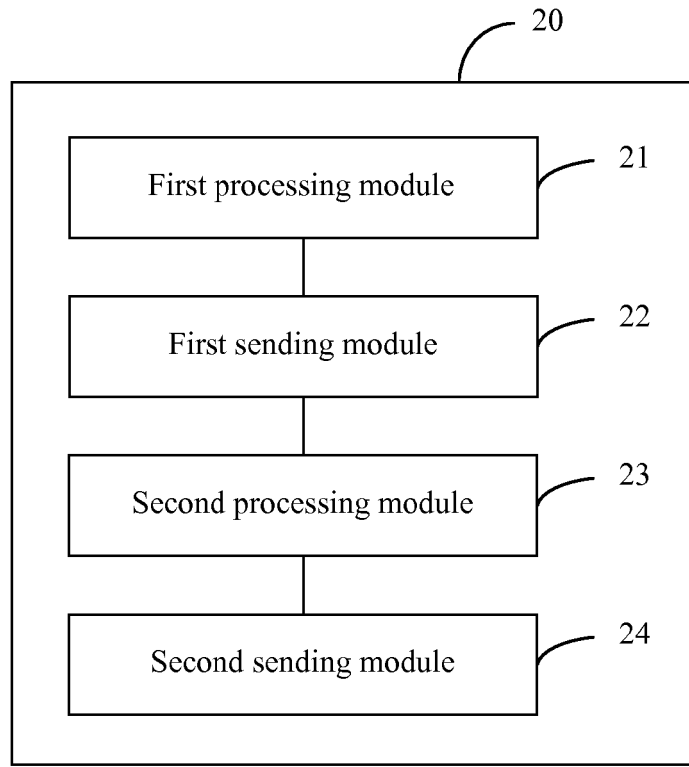 20
First processing module
21
First sending module
22
Second processing module
23
Second sending module
24